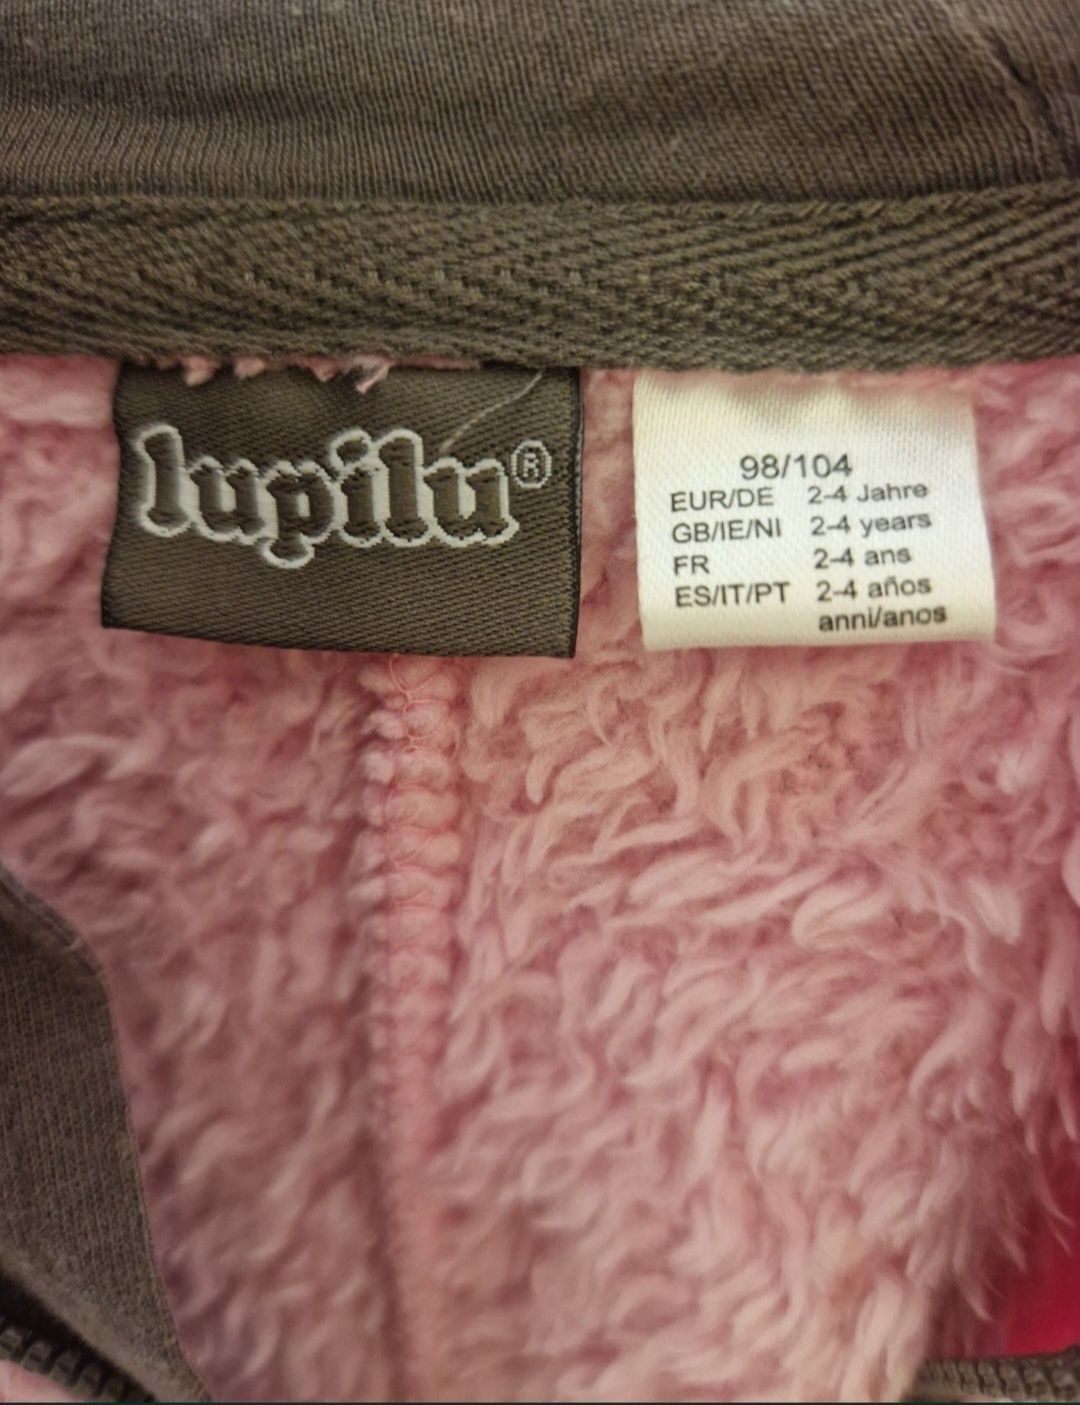 lupilu®
98/104
EUR/DE 2-4 Jahre
GB/IE/NI 2-4 years
FR 2-4 ans
ES/IT/PT 2-4 años
anni/anos